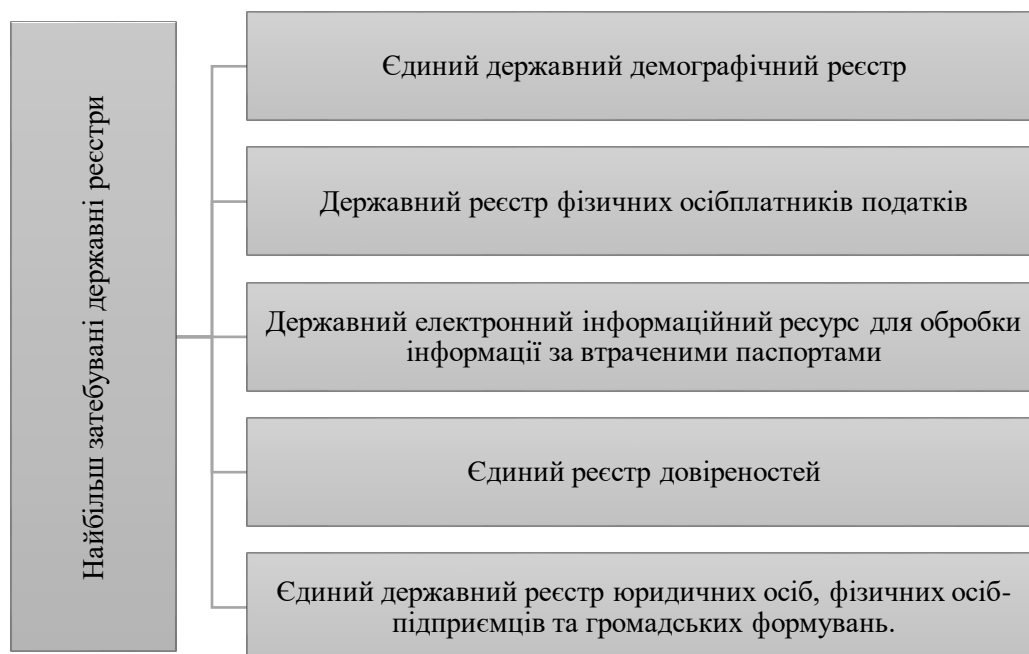 Найбільш затебувані державні реєстри
Єдиний державний демографічний реєстр
Державний реєстр фізичних осібплатників податків
Державний електронний інформаційний ресурс для обробки
інформації за втраченими паспортами
Єдиний реєстр довіреностей
Єдиний державний реєстр юридичних осіб, фізичних осіб-
підприємців та громадських формувань.